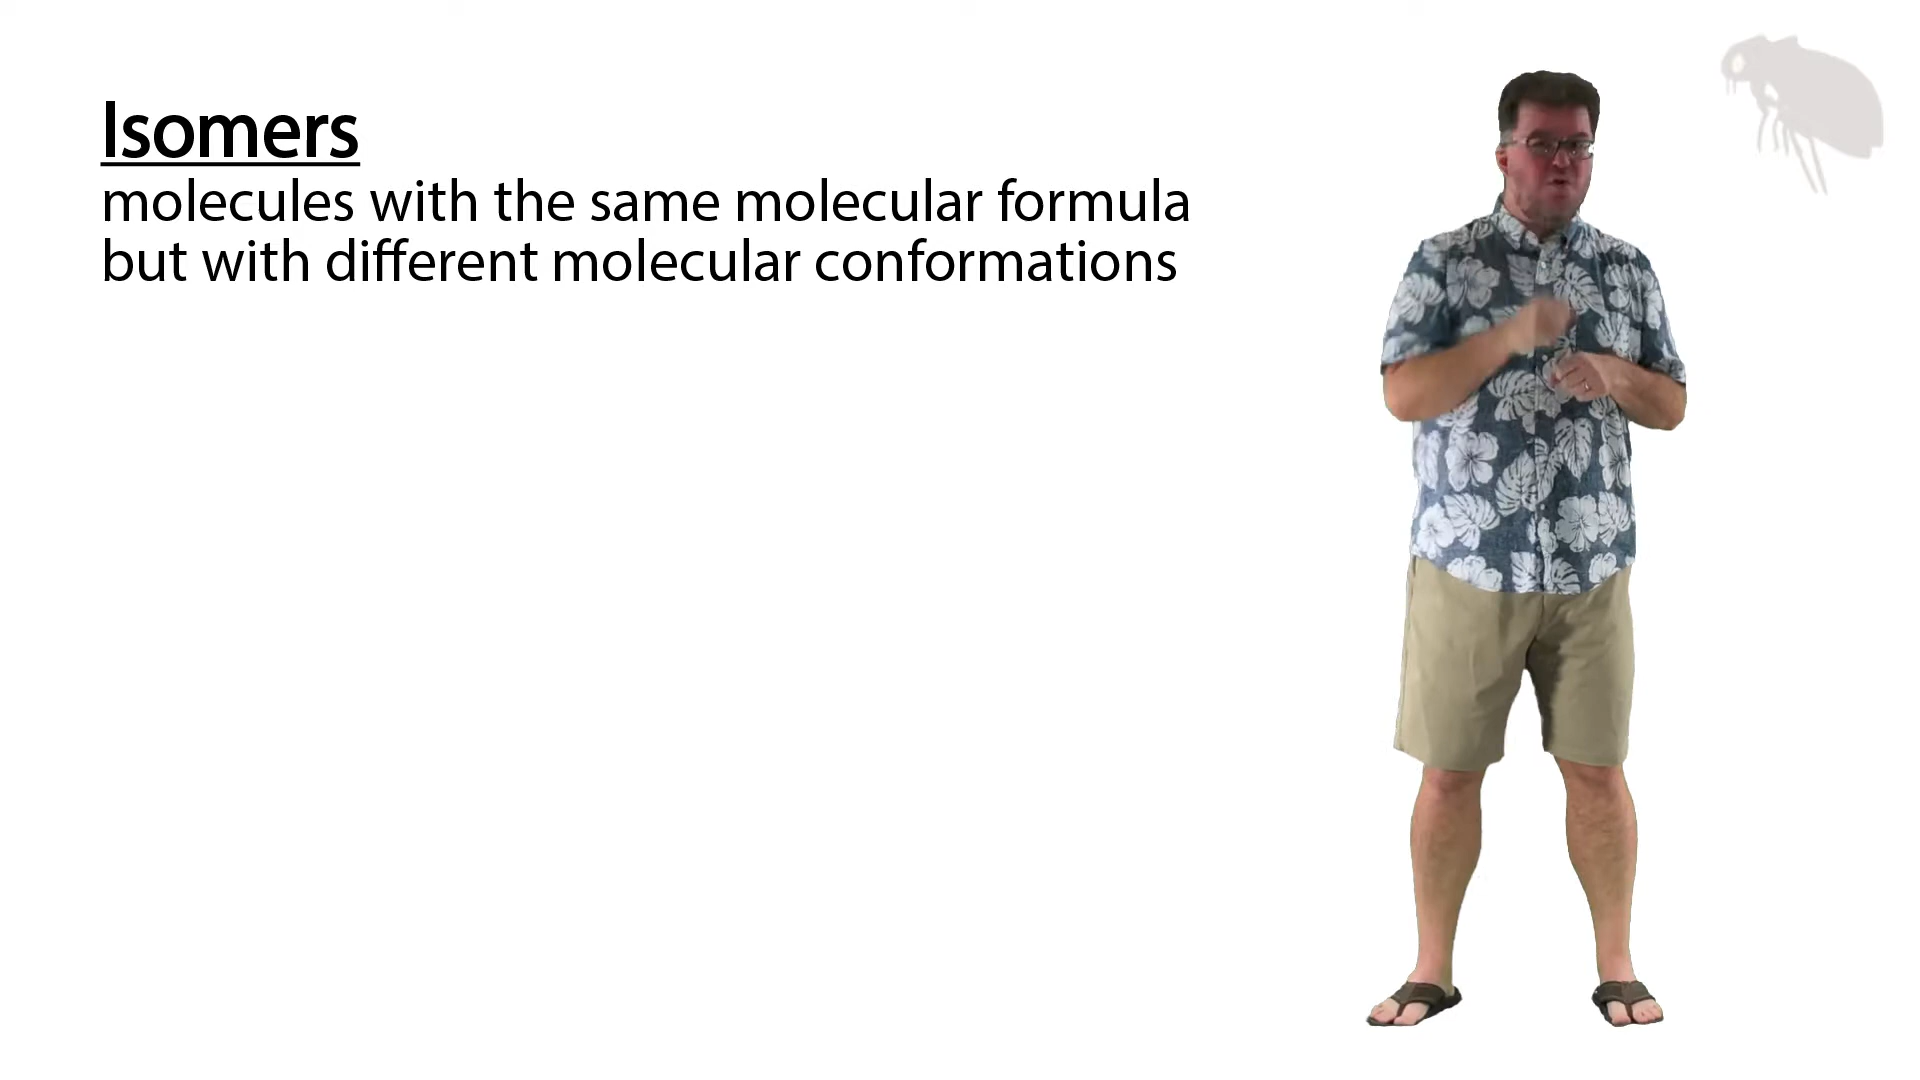 Isomers
molecules with the same molecular formula
but with different molecular conformations